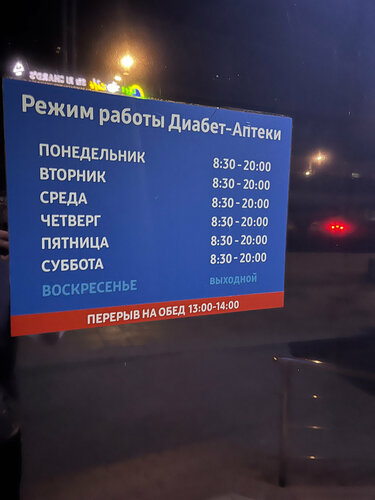 Режим работы Диабет-Аптеки
ПОНЕДЕЛЬНИК 8:30 - 20:00
ВТОРНИК 8:30 - 20:00
СРЕДА 8:30 - 20:00
ЧЕТВЕРГ 8:30 - 20:00
ПЯТНИЦА 8:30 - 20:00
СУББОТА 8:30 - 20:00
ВОСКРЕСЕНЬЕ выходной
ПЕРЕРЫВ НА ОБЕД 13:00-14:00